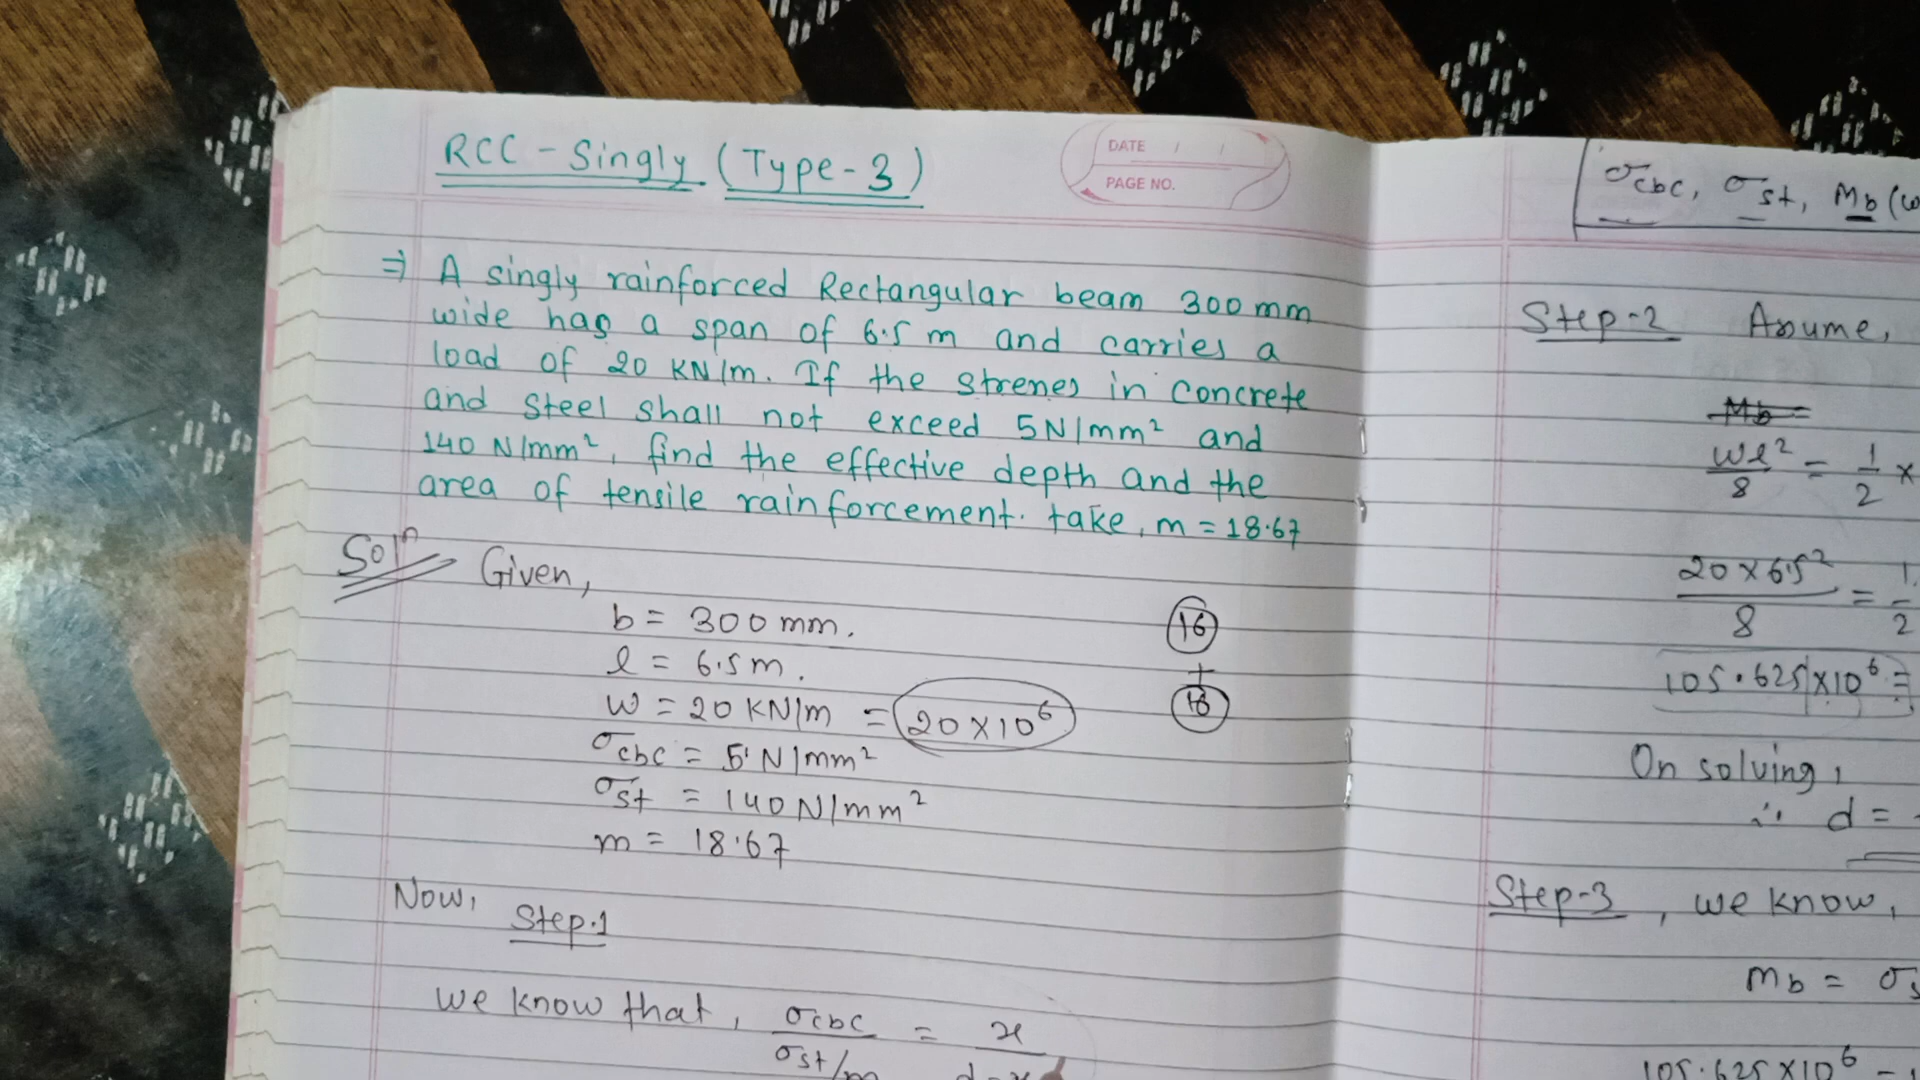 RCC - Singly (Type-3)
DATE / /
PAGE NO.
⇒ A singly rainforced Rectangular beam 300 mm
wide has a span of 6.5 m and carries a
load of 20 KN/m. If the stresses in concrete
and steel shall not exceed 5N/mm² and
140 N/mm², find the effective depth and the
area of tensile rainforcement. take, m = 18.67
Solⁿ Given,
b = 300 mm.
l = 6.5 m.
w = 20 KN/m = 20 × 10⁶
σcbc = 5 N/mm²
σst = 140 N/mm²
m = 18.67
16
+
16
Now, Step.1
we know that, σcbc / σst/m = x / d-x
σcbc, σst, Mb (w
Step-2 Assume,
Mb =
wl²/8 = 1/2 ×
20×6.5²/8 = 1/2
105.625×10⁶ =
On solving,
∴ d =
Step-3, we know,
Mb = σs
105.625×10⁶ =